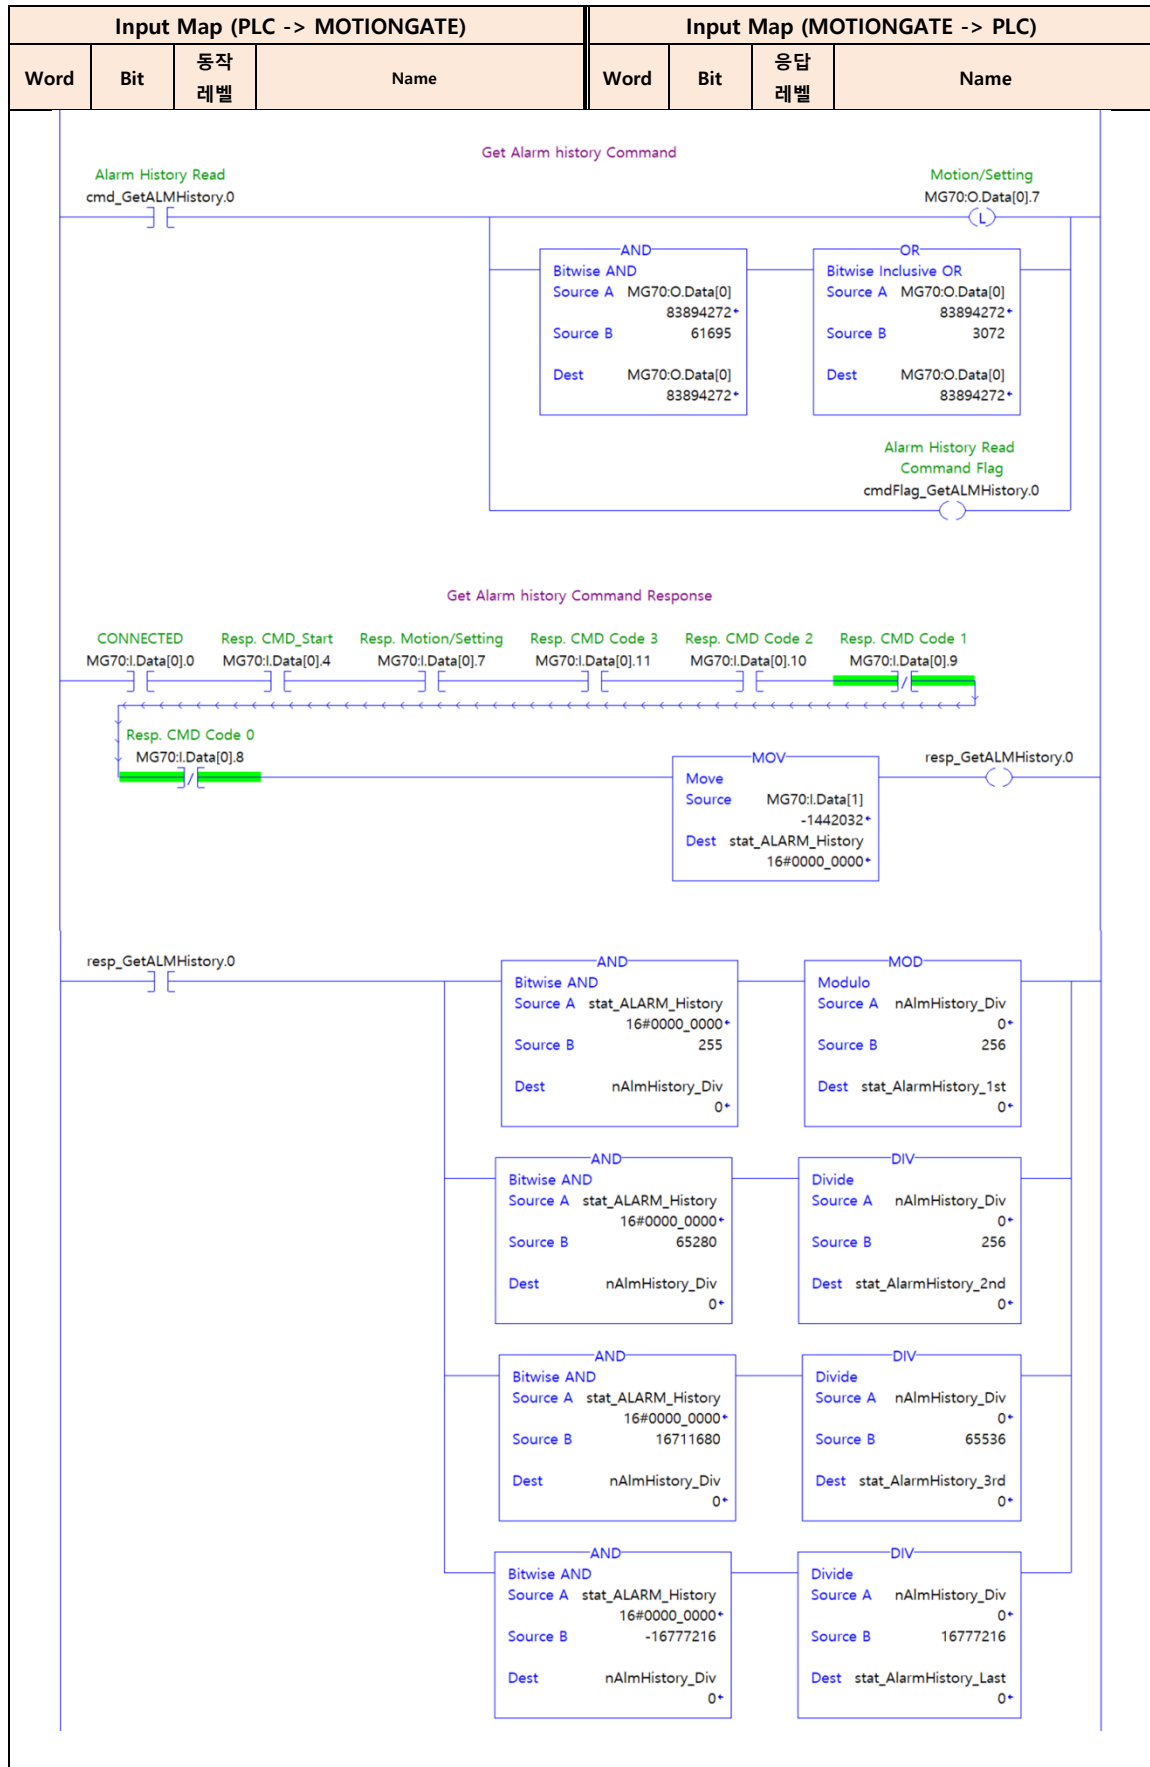 Input Map (PLC -> MOTIONGATE) Input Map (MOTIONGATE -> PLC)
Word Bit 동작 레벨 Name Word Bit 응답 레벨 Name
Get Alarm history Command
Alarm History Read
cmd_GetALMHistory.0
Motion/Setting
MG70:O.Data[0].7
L
AND
Bitwise AND
Source A MG70:O.Data[0]
83894272
Source B 61695
Dest MG70:O.Data[0]
83894272
OR
Bitwise Inclusive OR
Source A MG70:O.Data[0]
83894272
Source B 3072
Dest MG70:O.Data[0]
83894272
Alarm History Read
Command Flag
cmdFlag_GetALMHistory.0
Get Alarm history Command Response
CONNECTED Resp. CMD_Start Resp. Motion/Setting Resp. CMD Code 3 Resp. CMD Code 2 Resp. CMD Code 1
MG70:I.Data[0].0 MG70:I.Data[0].4 MG70:I.Data[0].7 MG70:I.Data[0].11 MG70:I.Data[0].10 MG70:I.Data[0].9
Resp. CMD Code 0
MG70:I.Data[0].8
MOV
Move
Source MG70:I.Data[1]
-1442032
Dest stat_ALARM_History
16#0000_0000
resp_GetALMHistory.0
resp_GetALMHistory.0
AND
Bitwise AND
Source A stat_ALARM_History
16#0000_0000
Source B 255
Dest nAlmHistory_Div
0
MOD
Modulo
Source A nAlmHistory_Div
0
Source B 256
Dest stat_AlarmHistory_1st
0
AND
Bitwise AND
Source A stat_ALARM_History
16#0000_0000
Source B 65280
Dest nAlmHistory_Div
0
DIV
Divide
Source A nAlmHistory_Div
0
Source B 256
Dest stat_AlarmHistory_2nd
0
AND
Bitwise AND
Source A stat_ALARM_History
16#0000_0000
Source B 16711680
Dest nAlmHistory_Div
0
DIV
Divide
Source A nAlmHistory_Div
0
Source B 65536
Dest stat_AlarmHistory_3rd
0
AND
Bitwise AND
Source A stat_ALARM_History
16#0000_0000
Source B -16777216
Dest nAlmHistory_Div
0
DIV
Divide
Source A nAlmHistory_Div
0
Source B 16777216
Dest stat_AlarmHistory_Last
0